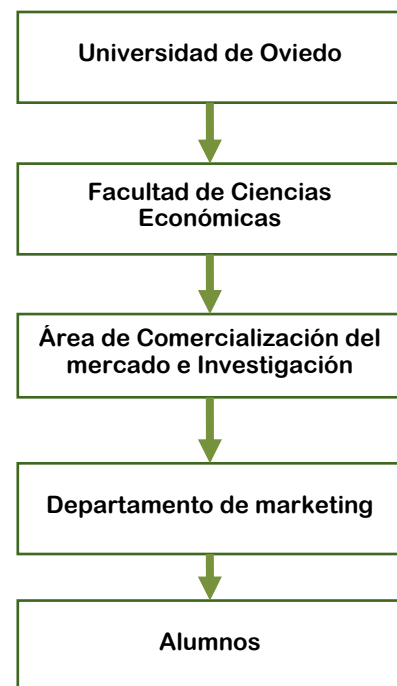 Universidad de Oviedo
Facultad de Ciencias
Económicas
Área de Comercialización del
mercado e Investigación
Departamento de marketing
Alumnos